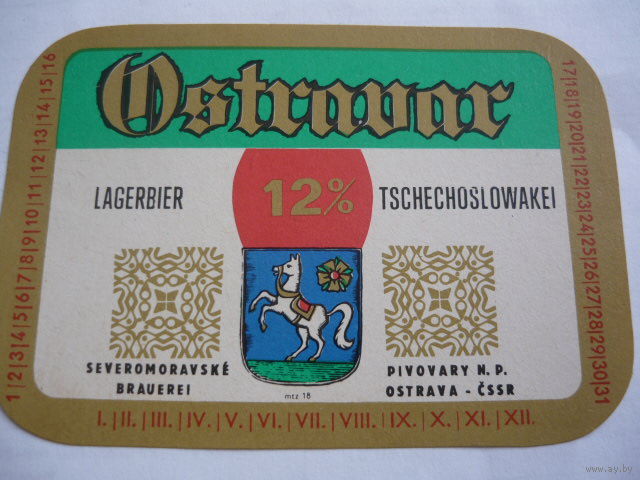 Ostravar
LAGERBIER 12% TSCHECHOSLOWAKEI
SEVEROMORAVSKÉ
BRAUEREI
PIVOVARY N. P.
OSTRAVA - ČSSR
mtz 18
1|2|3|4|5|6|7|8|9|10|11|12|13|14|15|16
17|18|19|20|21|22|23|24|25|26|27|28|29|30|31
I.|II.|III.|IV.|V.|VI.|VII.|VIII.|IX.|X.|XI.|XII.
http://www.ay.by